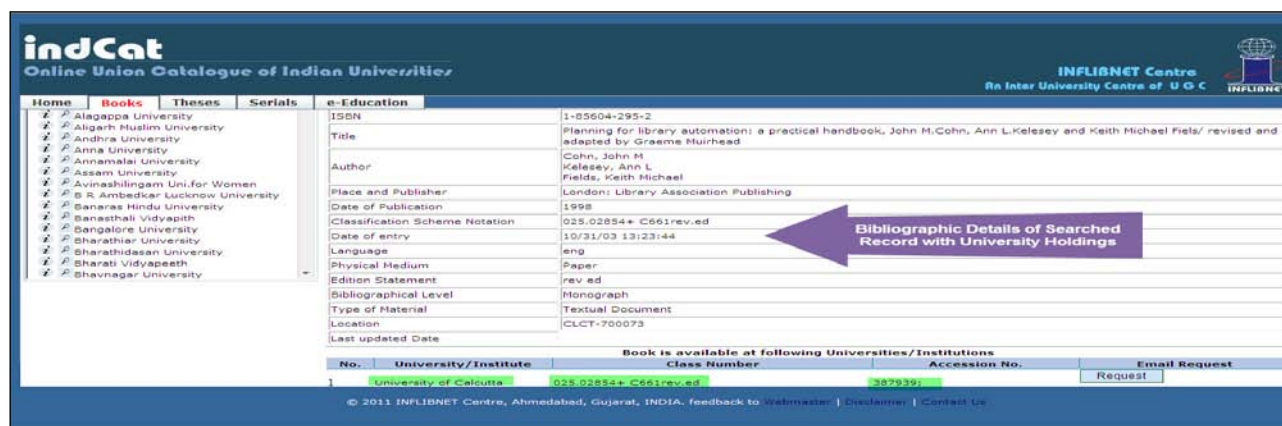 indCat
Online Union Catalogue of Indian Universities
INFLIBNET Centre
An Inter University Centre of U G C
INFLIBNE
Home Books Theses Serials e-Education
Alagappa University
Aligarh Muslim University
Andhra University
Anna University
Annamalai University
Assam University
Avinashilingam Uni.for Women
B R Ambedkar Lucknow University
Banaras Hindu University
Banasthali Vidyapith
Bangalore University
Bharathiar University
Bharathidasan University
Bharati Vidyapeeth
Bhavnagar University
ISBN 1-85604-295-2
Title Planning for library automation: a practical handbook, John M.Cohn, Ann L.Kelesey and Keith Michael Fiels/ revised and
adapted by Graeme Muirhead
Author Cohn, John M
Kelesey, Ann L
Fields, Keith Michael
Place and Publisher London: Library Association Publishing
Date of Publication 1998
Classification Scheme Notation 025.02854+ C661rev.ed
Date of entry 10/31/03 13:23:44
Language eng
Physical Medium Paper
Edition Statement rev ed
Bibliographical Level Monograph
Type of Material Textual Document
Location CLCT-700073
Last updated Date
Bibliographic Details of Searched
Record with University Holdings
Book is available at following Universities/Institutions
No. University/Institute Class Number Accession No. Email Request
1 University of Calcutta 025.02854+ C661rev.ed 387939; Request
© 2011 INFLIBNET Centre, Ahmedabad, Gujarat, INDIA. feedback to Webmaster | Disclaimer | Contact Us